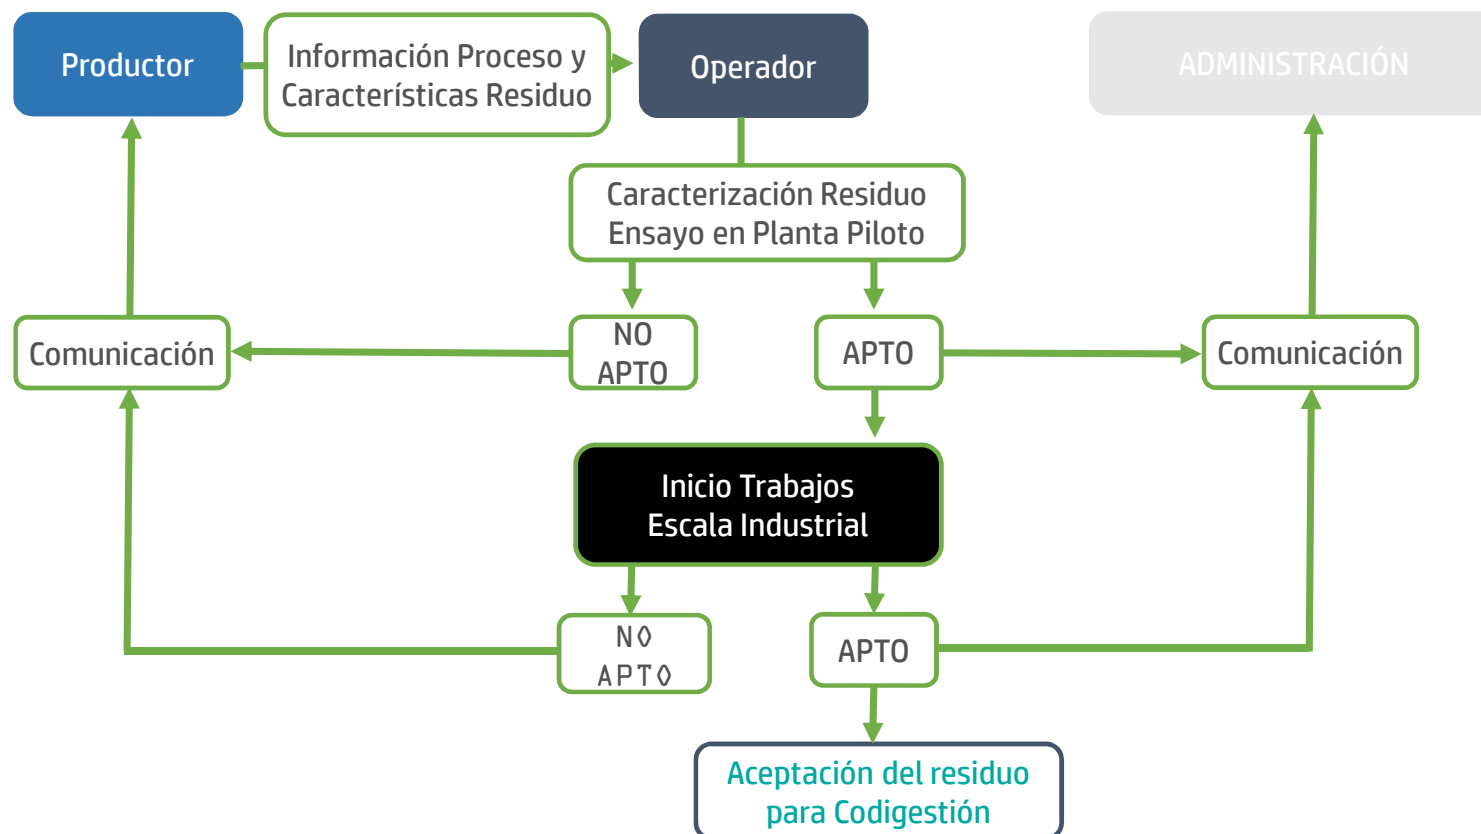 Productor
Información Proceso y
Características Residuo
Operador
ADMINISTRACIÓN
Caracterización Residuo
Ensayo en Planta Piloto
Comunicación
NO
APTO
APTO
Comunicación
Inicio Trabajos
Escala Industrial
NO
APTO
APTO
Aceptación del residuo
para Codigestión